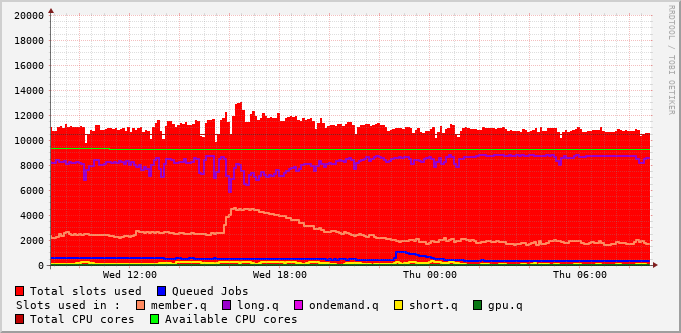 20000
18000
16000
14000
12000
10000
8000
6000
4000
2000
0
Wed 12:00 Wed 18:00 Thu 00:00 Thu 06:00
Total slots used Queued Jobs
Slots used in : member.q long.q ondemand.q short.q gpu.q
Total CPU cores Available CPU cores
RRDTOOL / TOBI OETIKER